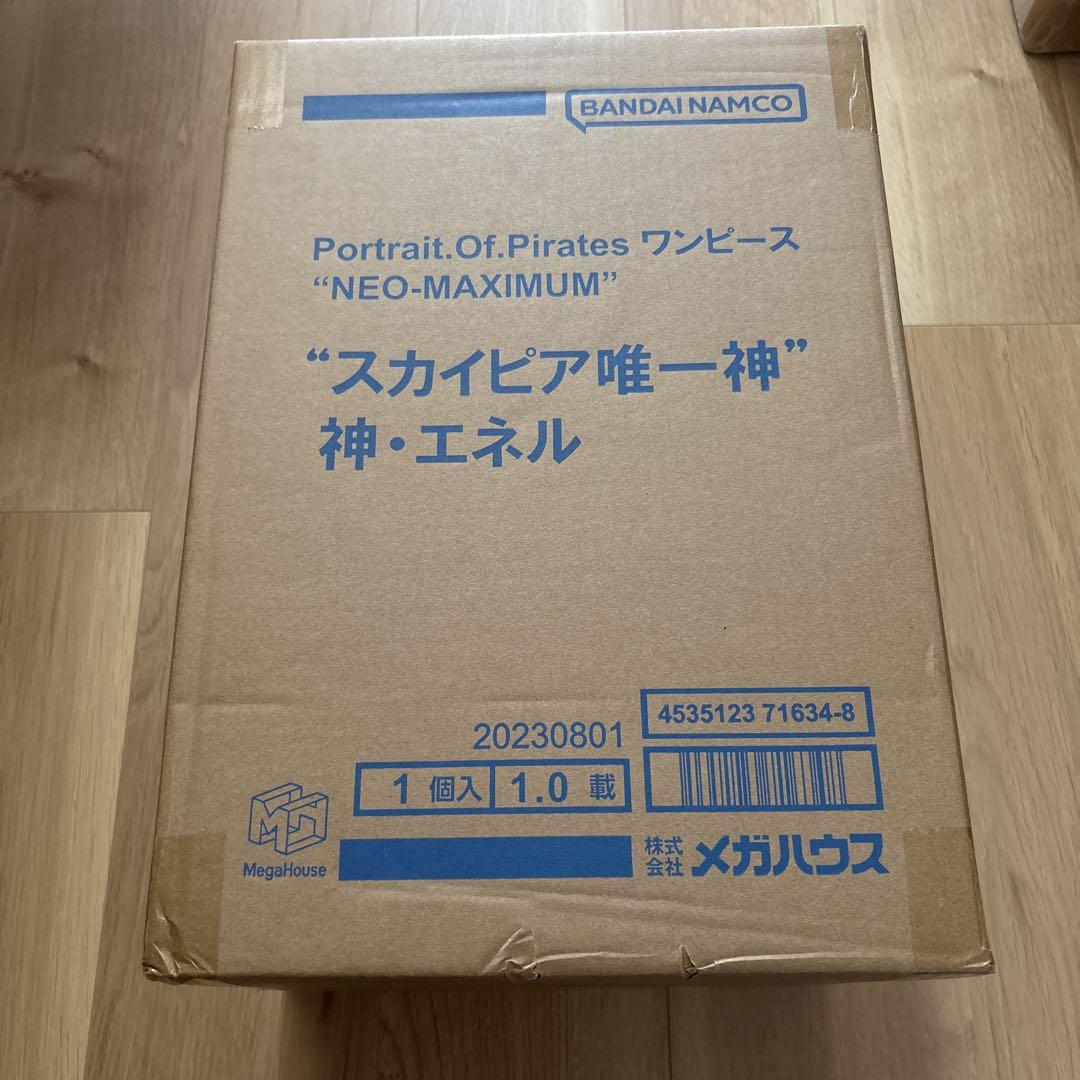 BANDAI NAMCO
Portrait.Of.Pirates ワンピース
“NEO-MAXIMUM”
“スカイピア唯一神”
神・エネル
4535123 71634-8
20230801
1 個入 1.0 載
MegaHouse
株式会社 メガハウス